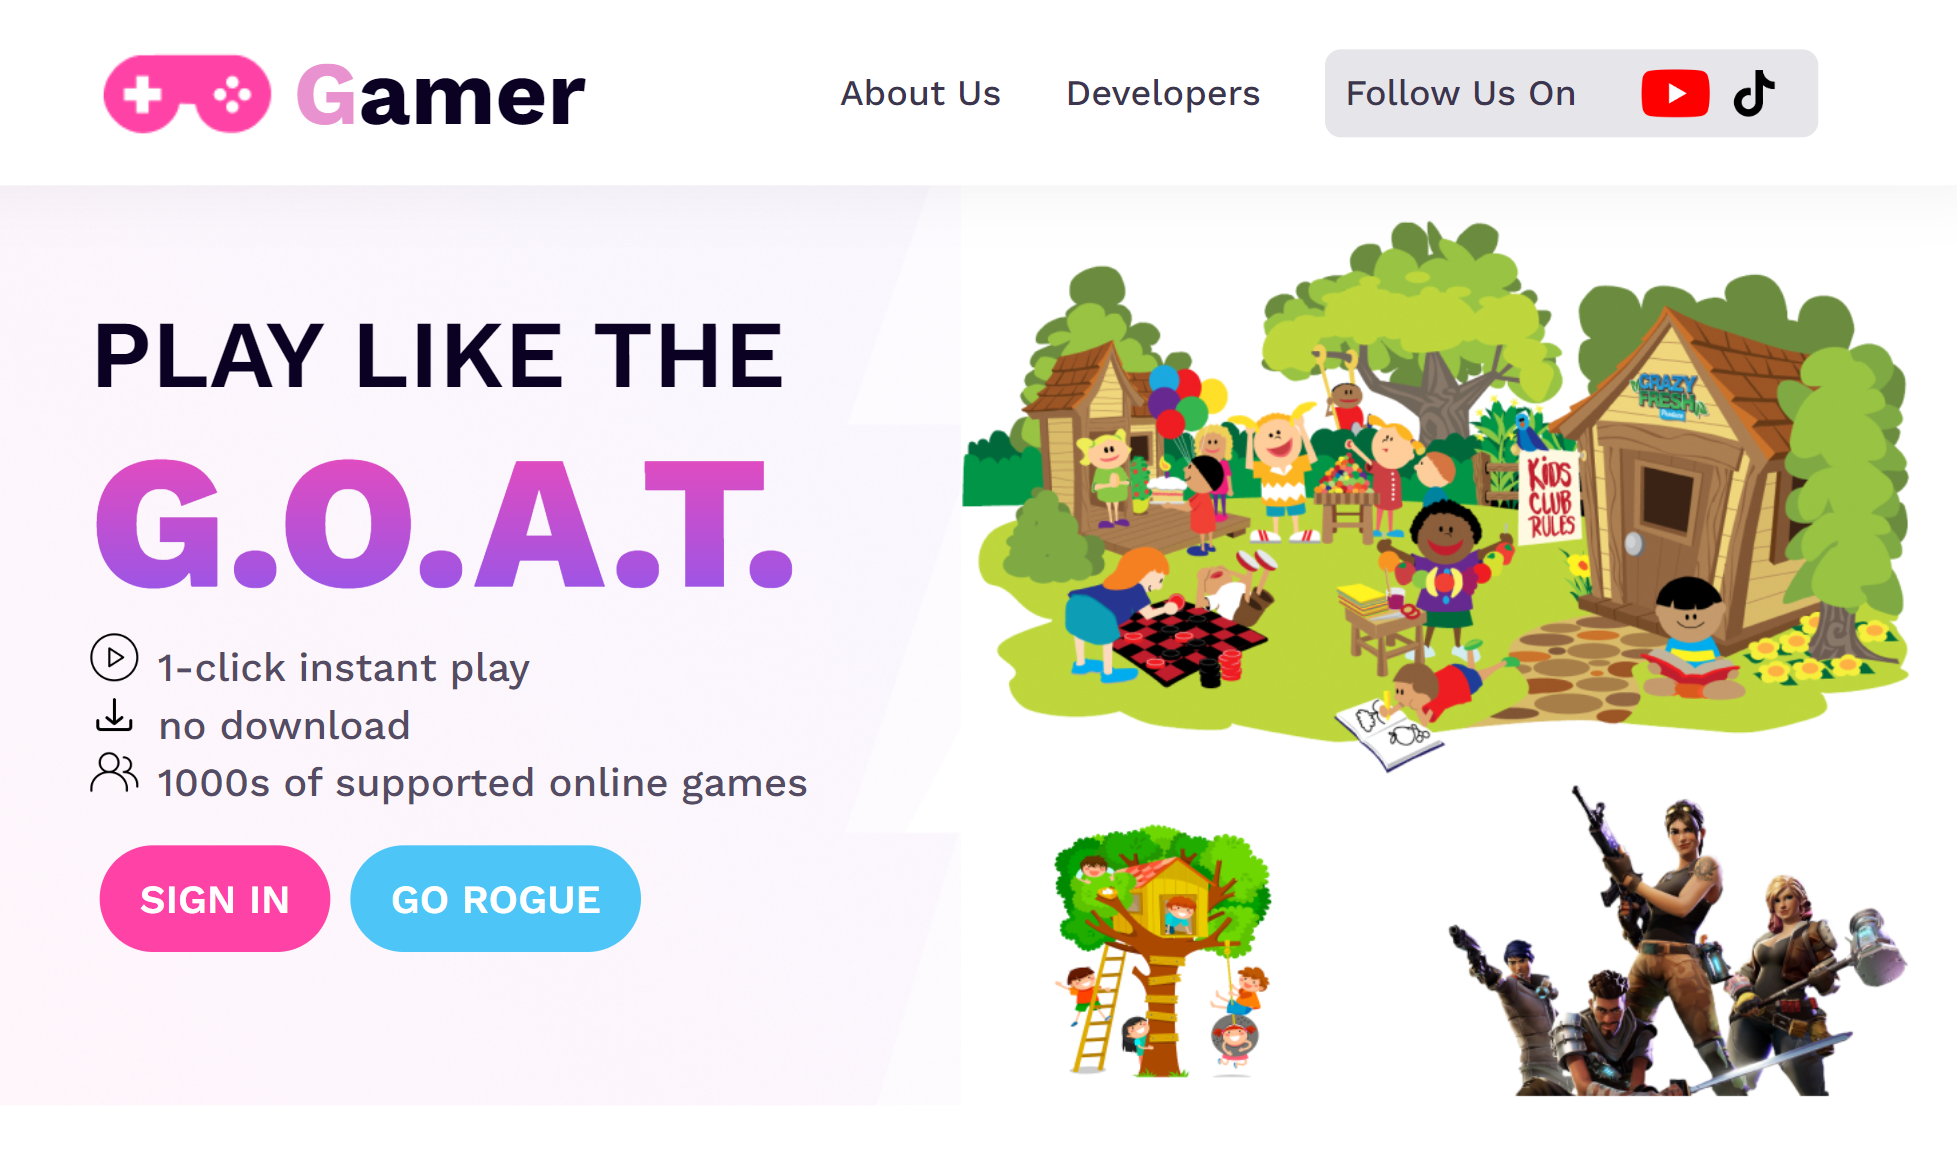 Gamer
About Us
Developers
Follow Us On
PLAY LIKE THE
G.O.A.T.
1-click instant play
no download
1000s of supported online games
SIGN IN
GO ROGUE
CRAZY
FRESH
Produce
KiDS
CLUB
RULES